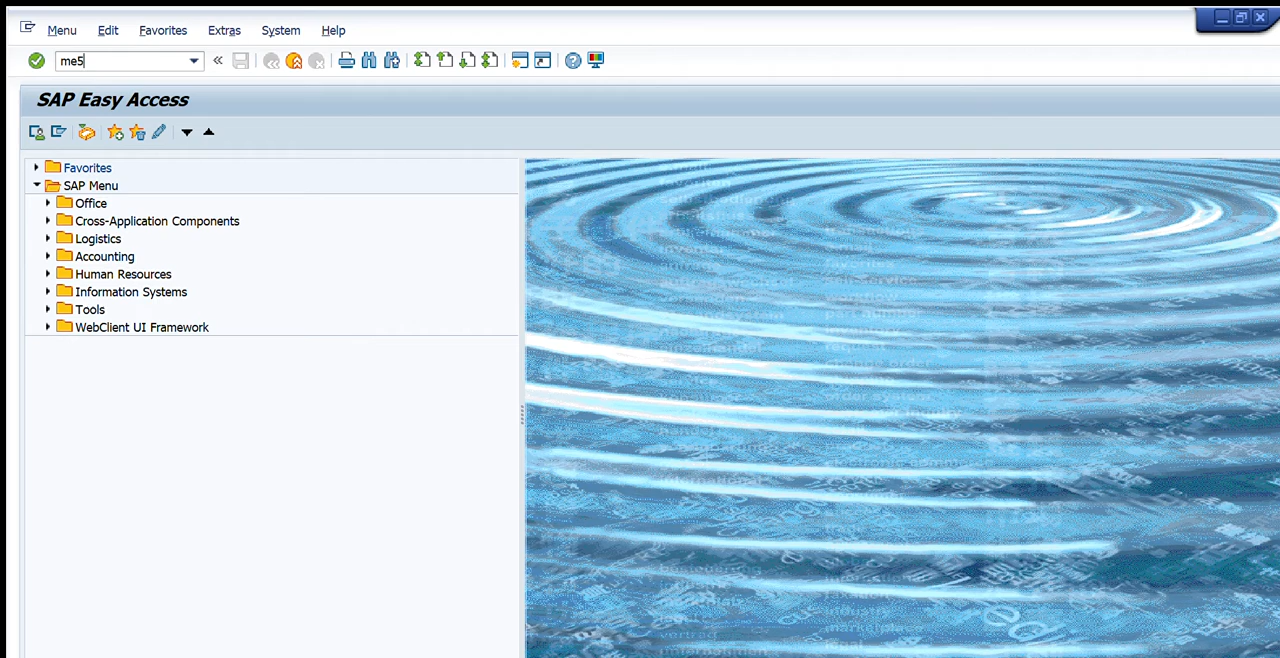 Menu Edit Favorites Extras System Help
me5
SAP Easy Access
Favorites
SAP Menu
Office
Cross-Application Components
Logistics
Accounting
Human Resources
Information Systems
Tools
WebClient UI Framework